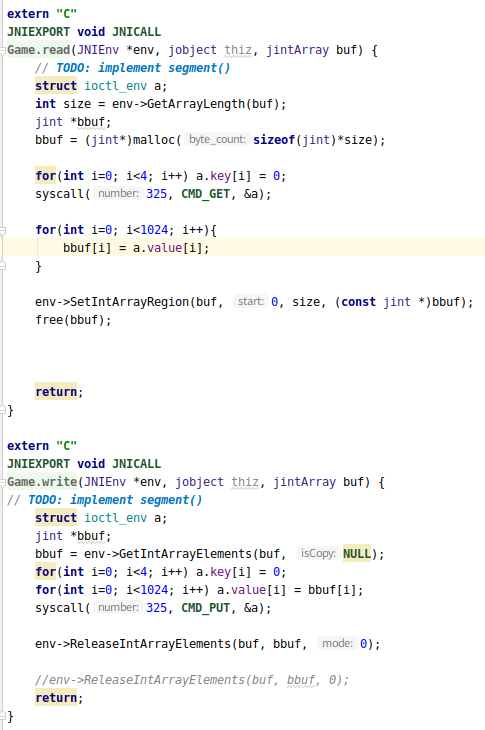 extern "C"
JNIEXPORT void JNICALL
Game.read(JNIEnv *env, jobject thiz, jintArray buf) {
    // TODO: implement segment()
    struct ioctl_env a;
    int size = env->GetArrayLength(buf);
    jint *bbuf;
    bbuf = (jint*)malloc( byte_count: sizeof(jint)*size);

    for(int i=0; i<4; i++) a.key[i] = 0;
    syscall( number: 325, CMD_GET, &a);

    for(int i=0; i<1024; i++){
        bbuf[i] = a.value[i];
    }

    env->SetIntArrayRegion(buf, start: 0, size, (const jint *)bbuf);
    free(bbuf);

    return;
}

extern "C"
JNIEXPORT void JNICALL
Game.write(JNIEnv *env, jobject thiz, jintArray buf) {
// TODO: implement segment()
    struct ioctl_env a;
    jint *bbuf;
    bbuf = env->GetIntArrayElements(buf, isCopy: NULL);
    for(int i=0; i<4; i++) a.key[i] = 0;
    for(int i=0; i<1024; i++) a.value[i] = bbuf[i];
    syscall( number: 325, CMD_PUT, &a);

    env->ReleaseIntArrayElements(buf, bbuf, mode: 0);

    //env->ReleaseIntArrayElements(buf, bbuf, 0);
    return;
}